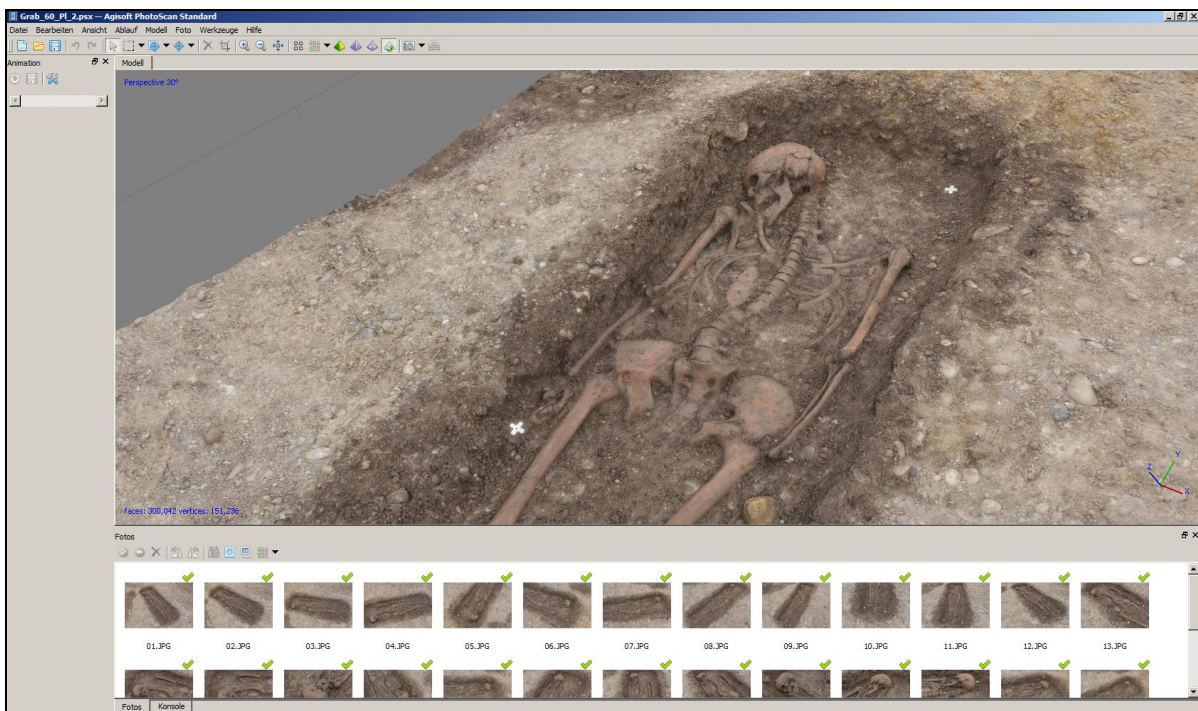 Grab_60_Pl_2.psx — Agisoft PhotoScan Standard
Datei Bearbeiten Ansicht Ablauf Modell Foto Werkzeuge Hilfe
Animation
Modell
Perspective 30°
Z
Y
X
faces: 300,042 vertices: 151,236
Fotos
01.JPG 02.JPG 03.JPG 04.JPG 05.JPG 06.JPG 07.JPG 08.JPG 09.JPG 10.JPG 11.JPG 12.JPG 13.JPG
Fotos Konsole